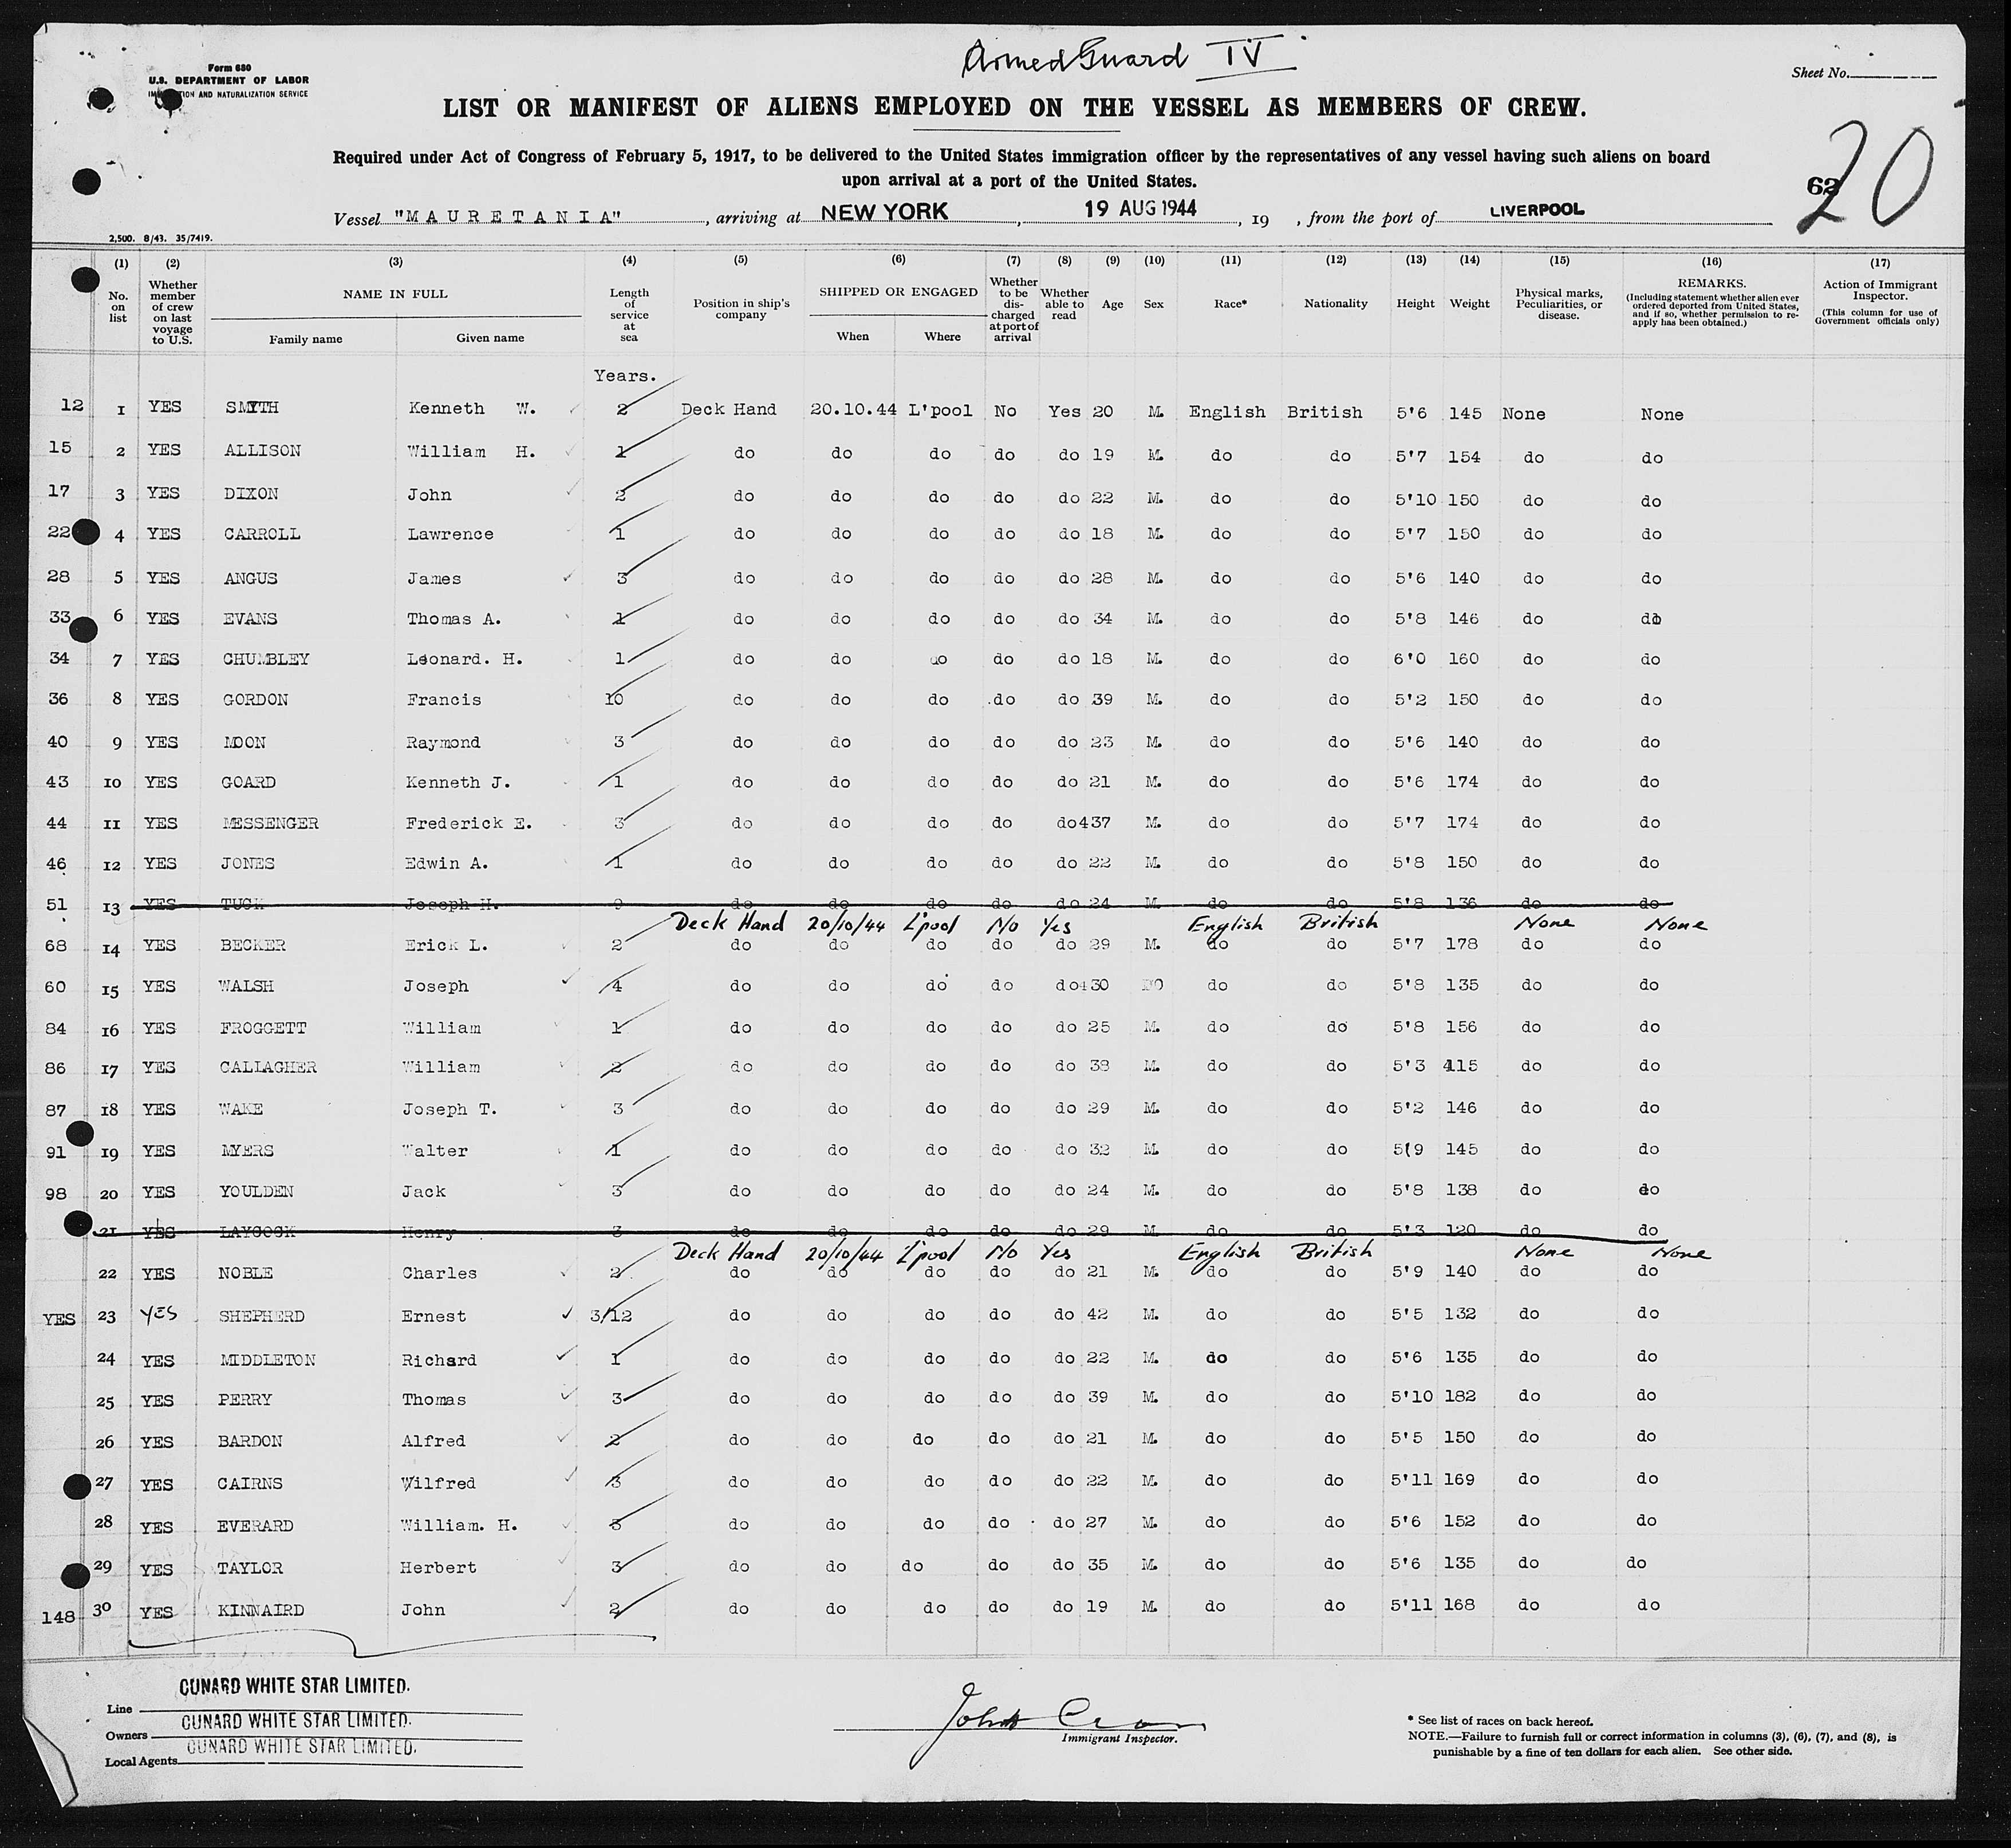 Armed Guard IV
Form 680
U.S. DEPARTMENT OF LABOR
IMMIGRATION AND NATURALIZATION SERVICE
Sheet No.
LIST OR MANIFEST OF ALIENS EMPLOYED ON THE VESSEL AS MEMBERS OF CREW.
Required under Act of Congress of February 5, 1917, to be delivered to the United States immigration officer by the representatives of any vessel having such aliens on board
upon arrival at a port of the United States.
62 20
Vessel "MAURETANIA", arriving at NEW YORK, 19 AUG 1944, 19 , from the port of LIVERPOOL
2,500. 8/43. 35/7419.
(1) (2) (3) (4) (5) (6) (7) (8) (9) (10) (11) (12) (13) (14) (15) (16) (17)
No. on list Whether member of crew on last voyage to U.S. NAME IN FULL Family name Given name Length of service at sea Position in ship's company SHIPPED OR ENGAGED When Where Whether to be discharged at port of arrival Whether able to read Age Sex Race* Nationality Height Weight Physical marks, Peculiarities, or disease. REMARKS. (Including statement whether alien ever ordered deported from United States, and if so, whether permission to re-apply has been obtained.) Action of Immigrant Inspector. (This column for use of Government officials only)
Years.
12 1 YES SMYTH Kenneth W. 2 Deck Hand 20.10.44 L'pool No Yes 20 M. English British 5'6 145 None None
15 2 YES ALLISON William H. 1 do do do do do 19 M. do do 5'7 154 do do
17 3 YES DIXON John 2 do do do do do 22 M. do do 5'10 150 do do
22 4 YES CARROLL Lawrence 1 do do do do do 18 M. do do 5'7 150 do do
28 5 YES ANGUS James 3 do do do do do 28 M. do do 5'6 140 do do
33 6 YES EVANS Thomas A. 1 do do do do do 34 M. do do 5'8 146 do do
34 7 YES CHUMBLEY Leonard. H. 1 do do do do do 18 M. do do 6'0 160 do do
36 8 YES GORDON Francis 10 do do do do do 39 M. do do 5'2 150 do do
40 9 YES MOON Raymond 3 do do do do do 23 M. do do 5'6 140 do do
43 10 YES GOARD Kenneth J. 1 do do do do do 21 M. do do 5'6 174 do do
44 11 YES MESSENGER Frederick E. 3 do do do do do 437 M. do do 5'7 174 do do
46 12 YES JONES Edwin A. 1 do do do do do 22 M. do do 5'8 150 do do
51 13 YES TUCK Joseph H. 9 do do do do do 24 M do do 5'8 136 do do
Deck Hand 20/10/44 L'pool No Yes English British None None
68 14 YES BECKER Erick L. 2 do do do do do 29 M. do do 5'7 178 do do
60 15 YES WALSH Joseph 4 do do do do do 30 do do 5'8 135 do do
84 16 YES FROGGETT William 1 do do do do do 25 M. do do 5'8 156 do do
86 17 YES CALLAGHER William 2 do do do do do 38 M. do do 5'3 115 do do
87 18 YES WAKE Joseph T. 3 do do do do do 29 M. do do 5'2 146 do do
91 19 YES MYERS Walter 1 do do do do do 32 M. do do 5(9 145 do do
98 20 YES YOULDEN Jack 3 do do do do do 24 M. do do 5'8 138 do do
21 YES LAYCOCK Henry 3 do do do do do 29 M do do 5'3 120 do do
Deck Hand 20/10/44 L'pool No Yes English British None None
22 YES NOBLE Charles 2 do do do do do 21 M. do do 5'9 140 do do
YES 23 YES SHEPHERD Ernest 3/12 do do do do do 42 M. do do 5'5 132 do do
24 YES MIDDLETON Richard 1 do do do do do 22 M. do do 5'6 135 do do
25 YES PERRY Thomas 3 do do do do do 39 M. do do 5'10 182 do do
26 YES BARDON Alfred 2 do do do do do 21 M. do do 5'5 150 do do
27 YES CAIRNS Wilfred 3 do do do do do 22 M. do do 5'11 169 do do
28 YES EVERARD William. H. 3 do do do do do 27 M. do do 5'6 152 do do
29 YES TAYLOR Herbert 3 do do do do do 35 M. do do 5'6 135 do do
148 30 YES KINNAIRD John 2 do do do do do 19 M. do do 5'11 168 do do
Line CUNARD WHITE STAR LIMITED.
Owners CUNARD WHITE STAR LIMITED.
Local Agents CUNARD WHITE STAR LIMITED.
John
Immigrant Inspector.
* See list of races on back hereof.
NOTE.—Failure to furnish full or correct information in columns (3), (6), (7), and (8), is
punishable by a fine of ten dollars for each alien. See other side.